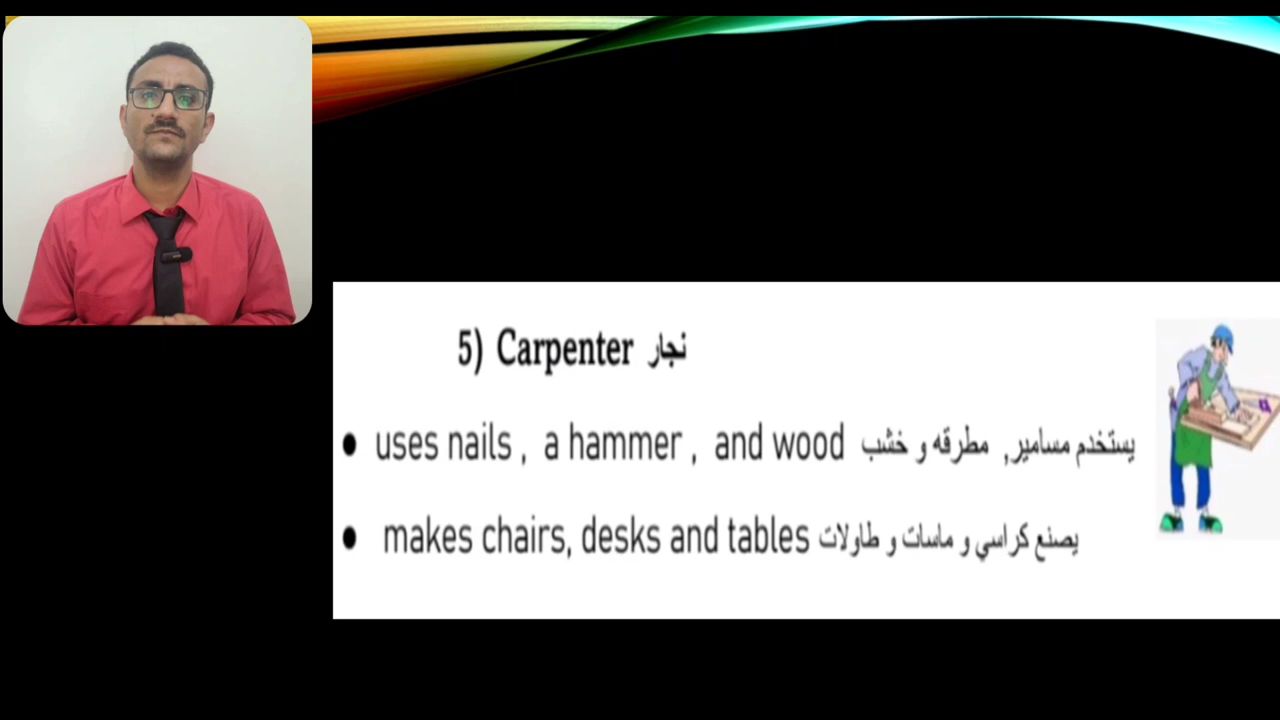 5) Carpenter نجار
● uses nails , a hammer , and wood يستخدم مسامير, مطرقه و خشب
● makes chairs, desks and tables يصنع كراسي و ماسات و طاولات